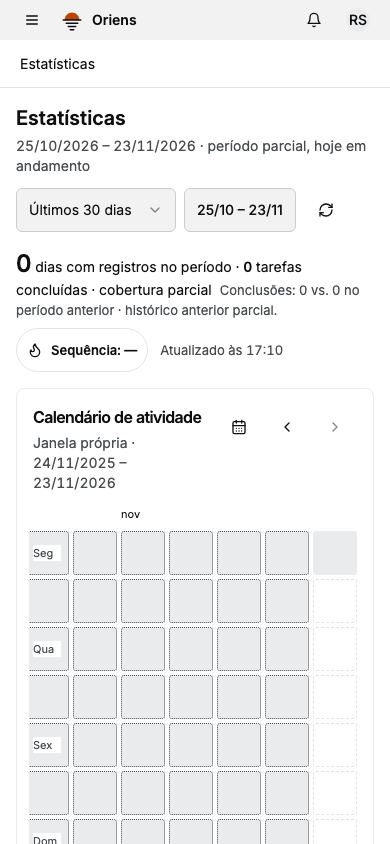 Oriens
RS
Estatísticas
Estatísticas
25/10/2026 – 23/11/2026 · período parcial, hoje em
andamento
Últimos 30 dias
25/10 – 23/11
0 dias com registros no período · 0 tarefas
concluídas · cobertura parcial Conclusões: 0 vs. 0 no
período anterior · histórico anterior parcial.
Sequência: —
Atualizado às 17:10
Calendário de atividade
Janela própria ·
24/11/2025 –
23/11/2026
nov
Seg
Qua
Sex
Dom